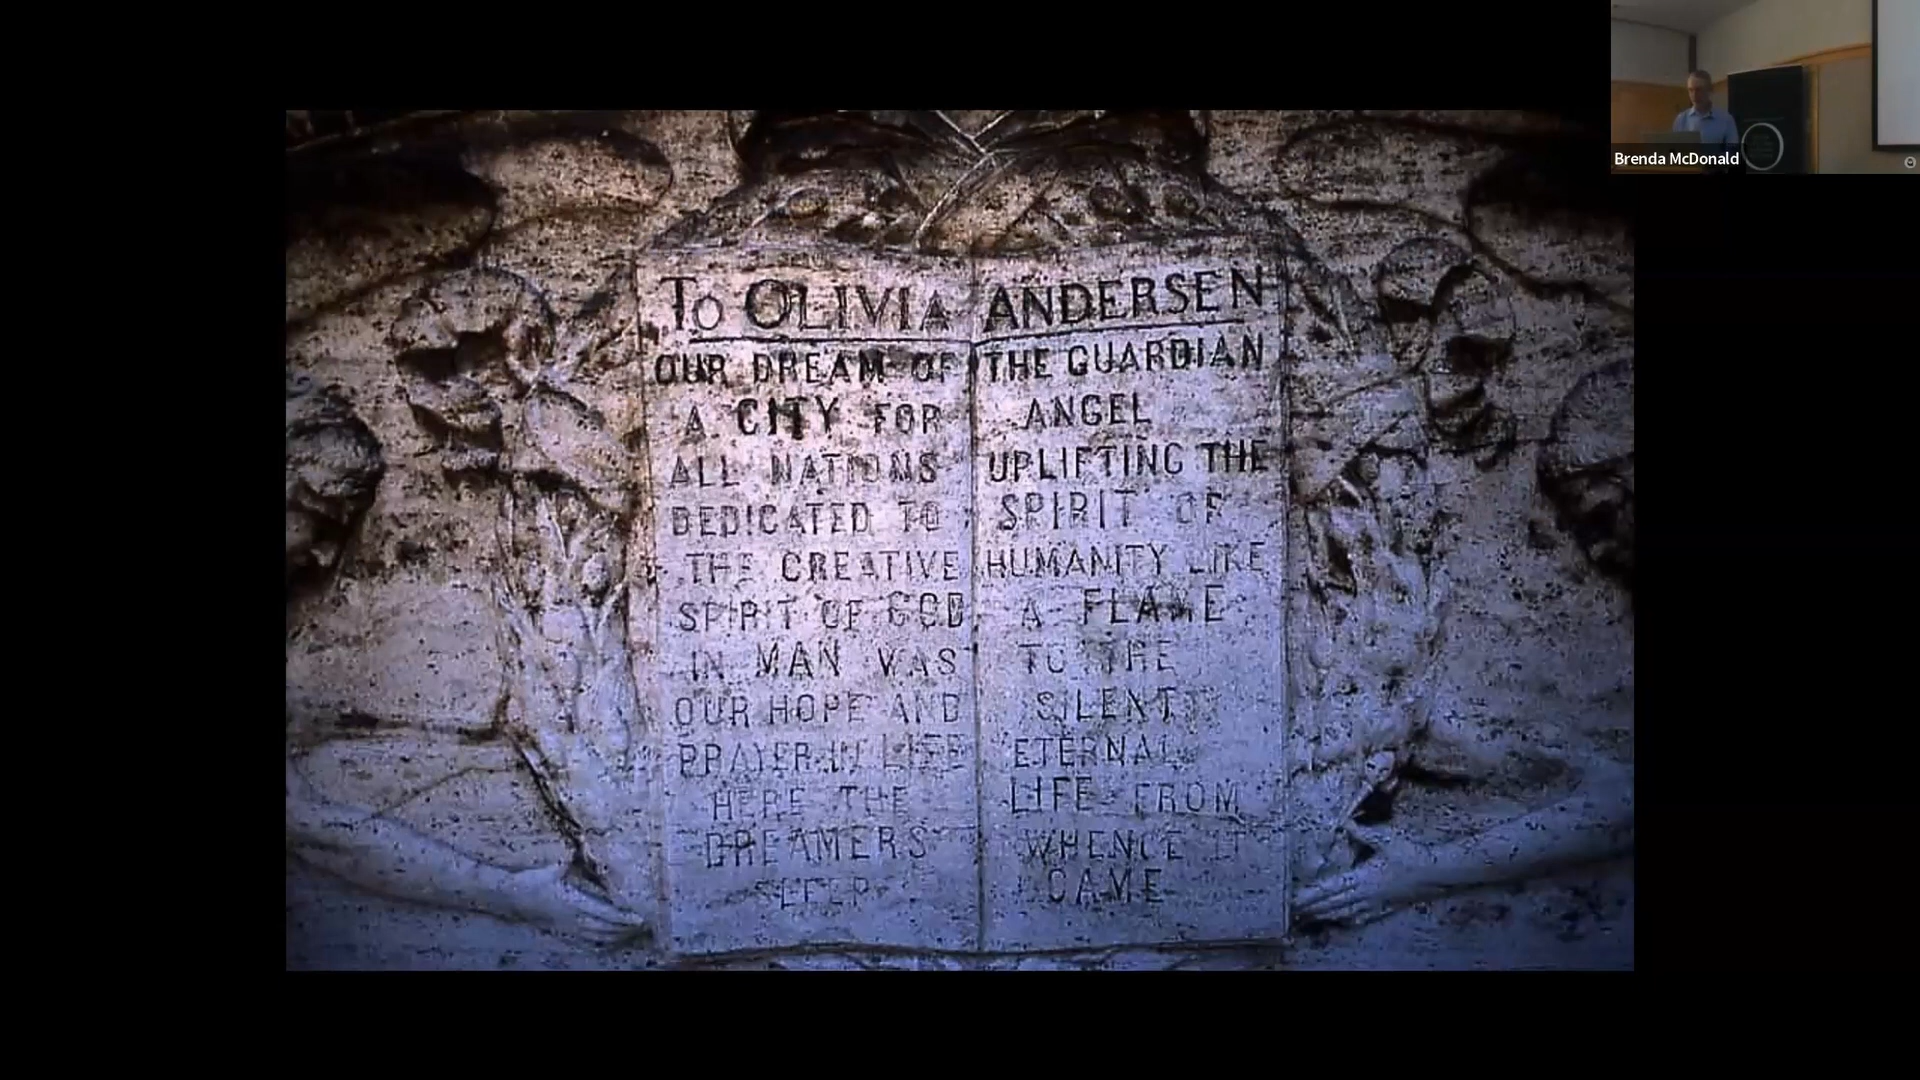 TO OLIVIA ANDERSEN
OUR DREAM OF
A CITY FOR
ALL NATIONS
DEDICATED TO
THE CREATIVE
SPIRIT OF GOD
IN MAN WAS
OUR HOPE AND
PRAYER IN LIFE
HERE THE
DREAMERS
SLEEP
THE GUARDIAN
ANGEL
UPLIFTING THE
SPIRIT OF
HUMANITY LIKE
A FLAME
TO THE
SILENT
ETERNAL
LIFE FROM
WHENCE IT
CAME
Brenda McDonald